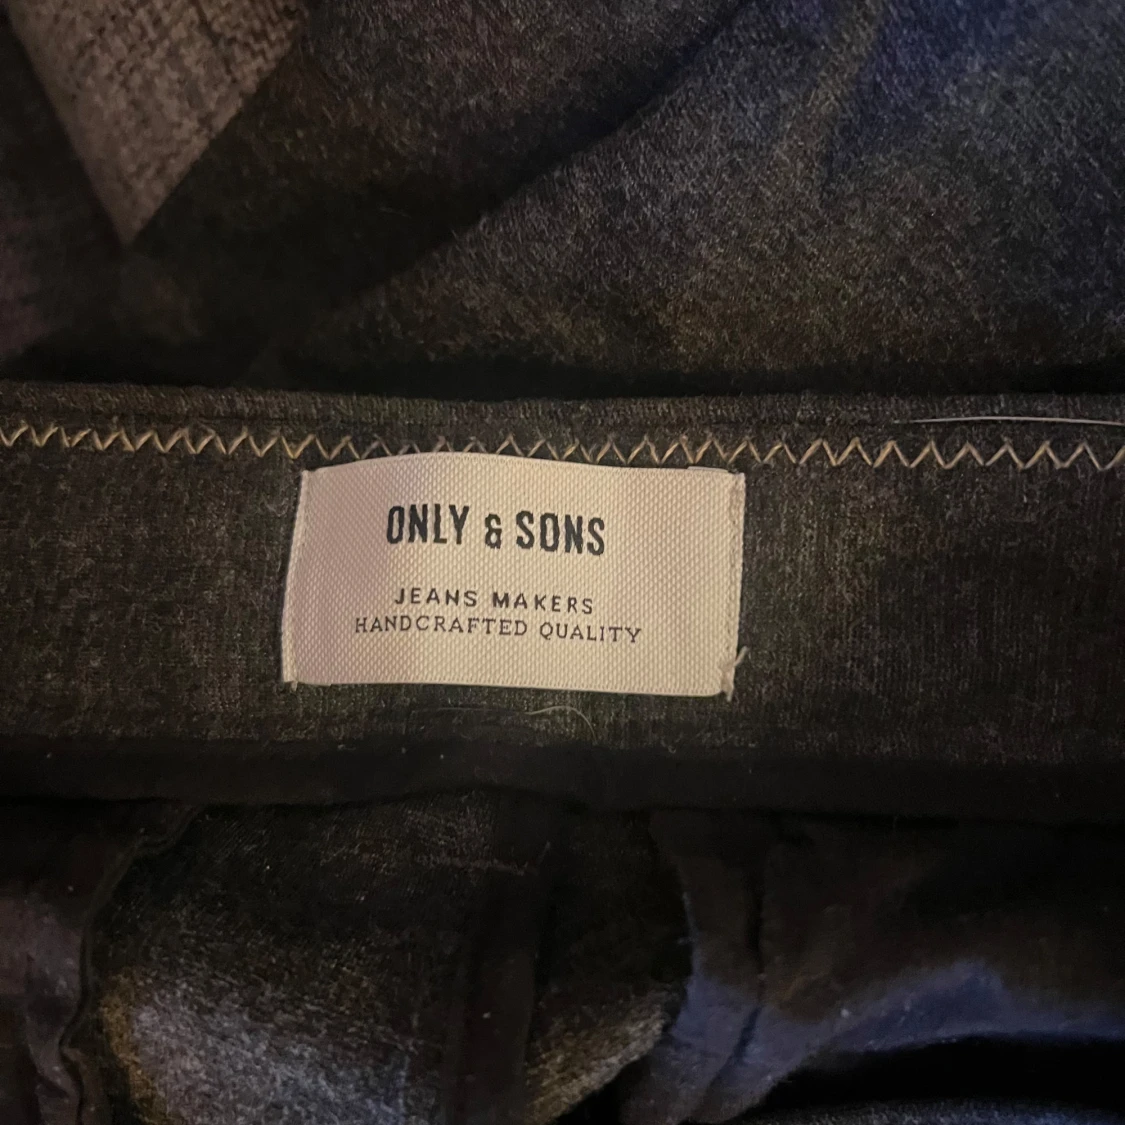 ONLY & SONS
JEANS MAKERS
HANDCRAFTED QUALITY